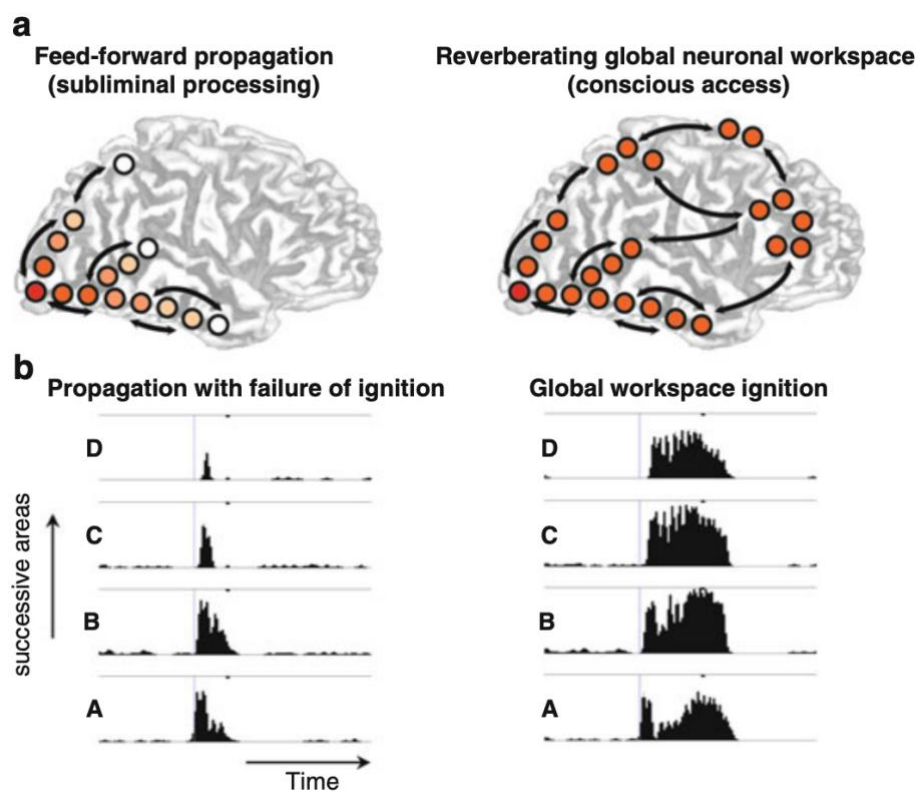 a
Feed-forward propagation
(subliminal processing)
Reverberating global neuronal workspace
(conscious access)
b
Propagation with failure of ignition
Global workspace ignition
D
C
B
A
successive areas
Time
D
C
B
A